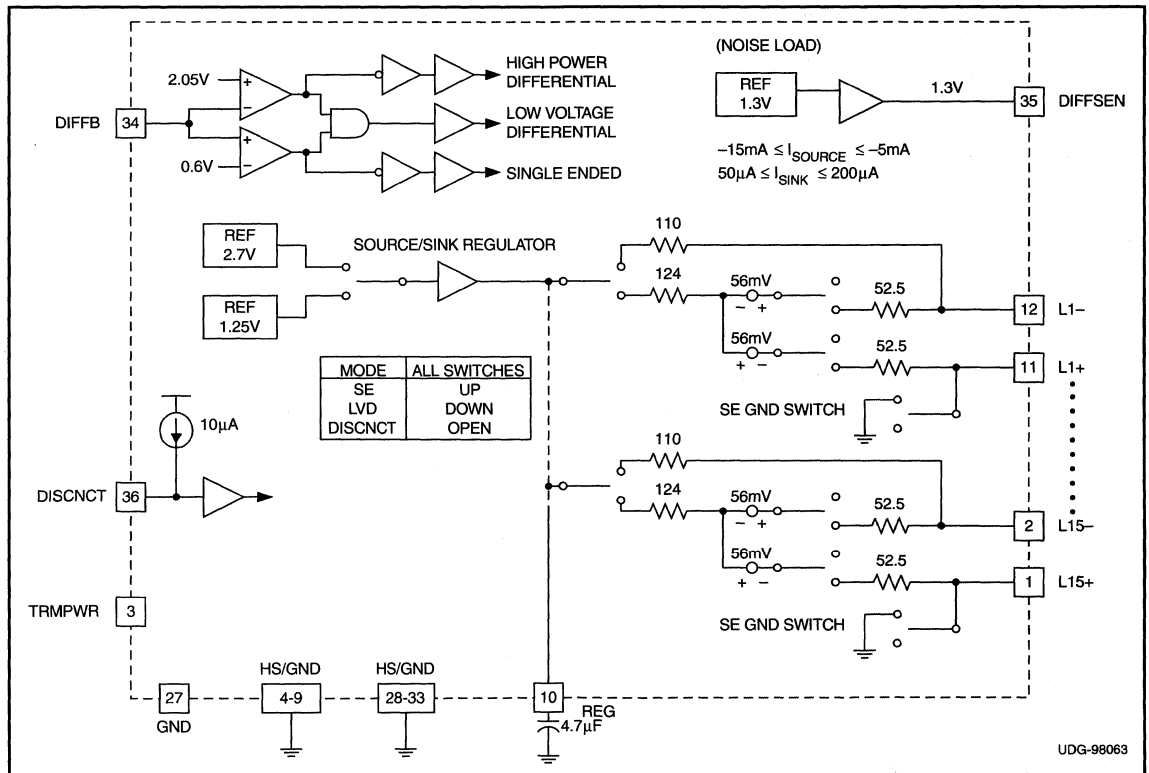 (NOISE LOAD)
2.05V
+
−
HIGH POWER
DIFFERENTIAL
REF
1.3V
1.3V
35
DIFFSEN
DIFFB
34
LOW VOLTAGE
DIFFERENTIAL
+
−
0.6V
SINGLE ENDED
−15mA ≤ ISOURCE ≤ −5mA
50µA ≤ ISINK ≤ 200µA
REF
2.7V
SOURCE/SINK REGULATOR
REF
1.25V
110
124
56mV
− +
52.5
12
L1−
56mV
+ −
52.5
11
L1+
SE GND SWITCH
MODE ALL SWITCHES
SE UP
LVD DOWN
DISCNCT OPEN
10µA
DISCNCT
36
110
124
56mV
− +
52.5
2
L15−
56mV
+ −
52.5
1
L15+
SE GND SWITCH
TRMPWR
3
27
GND
HS/GND
4-9
HS/GND
28-33
10
REG
4.7µF
UDG-98063